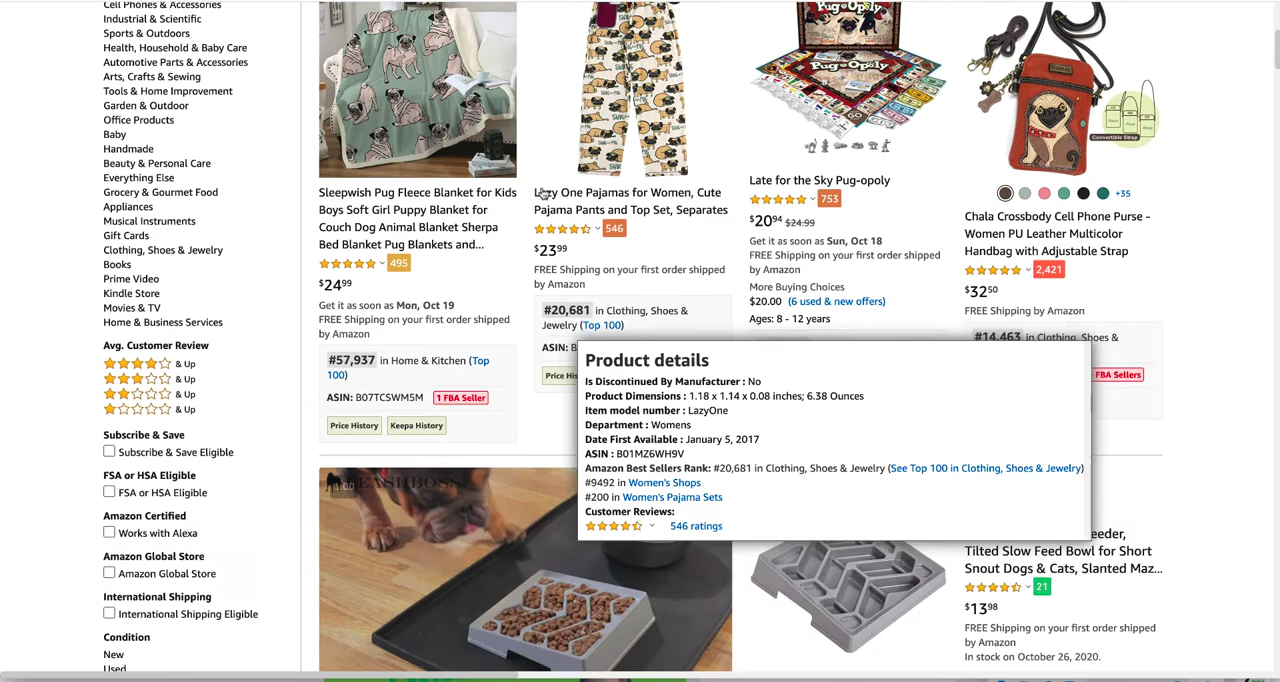 Cell Phones & Accessories
Industrial & Scientific
Sports & Outdoors
Health, Household & Baby Care
Automotive Parts & Accessories
Arts, Crafts & Sewing
Tools & Home Improvement
Garden & Outdoor
Office Products
Baby
Handmade
Beauty & Personal Care
Everything Else
Grocery & Gourmet Food
Appliances
Musical Instruments
Gift Cards
Clothing, Shoes & Jewelry
Books
Prime Video
Kindle Store
Movies & TV
Home & Business Services
Avg. Customer Review
& Up
& Up
& Up
& Up
Subscribe & Save
Subscribe & Save Eligible
FSA or HSA Eligible
FSA or HSA Eligible
Amazon Certified
Works with Alexa
Amazon Global Store
Amazon Global Store
International Shipping
International Shipping Eligible
Condition
New
Used
Sleepwish Pug Fleece Blanket for Kids
Boys Soft Girl Puppy Blanket for
Couch Dog Animal Blanket Sherpa
Bed Blanket Pug Blankets and...
495
$24.99
Get it as soon as Mon, Oct 19
FREE Shipping on your first order shipped
by Amazon
#57,937 in Home & Kitchen (Top
100)
ASIN: B07TCSWM5M 1 FBA Seller
Price History Keepa History
Lazy One Pajamas for Women, Cute
Pajama Pants and Top Set, Separates
546
$23.99
FREE Shipping on your first order shipped
by Amazon
#20,681 in Clothing, Shoes &
Jewelry (Top 100)
ASIN: B
Price His
Pug-Opoly
Pug-Opoly
GO
Late for the Sky Pug-opoly
753
$20.94 $24.99
Get it as soon as Sun, Oct 18
FREE Shipping on your first order shipped
by Amazon
More Buying Choices
$20.00 (6 used & new offers)
Ages: 8 - 12 years
Convertible Strap
+35
Chala Crossbody Cell Phone Purse -
Women PU Leather Multicolor
Handbag with Adjustable Strap
2,421
$32.50
FREE Shipping by Amazon
#14,463 in Clothing, Shoes &
FBA Sellers
Product details
Is Discontinued By Manufacturer : No
Product Dimensions : 1.18 x 1.14 x 0.08 inches; 6.38 Ounces
Item model number : LazyOne
Department : Womens
Date First Available : January 5, 2017
ASIN : B01MZ6WH9V
Amazon Best Sellers Rank: #20,681 in Clothing, Shoes & Jewelry (See Top 100 in Clothing, Shoes & Jewelry)
#9492 in Women's Shops
#200 in Women's Pajama Sets
Customer Reviews:
546 ratings
eeder,
Tilted Slow Feed Bowl for Short
Snout Dogs & Cats, Slanted Maz...
21
$13.98
FREE Shipping on your first order shipped
by Amazon
In stock on October 26, 2020.